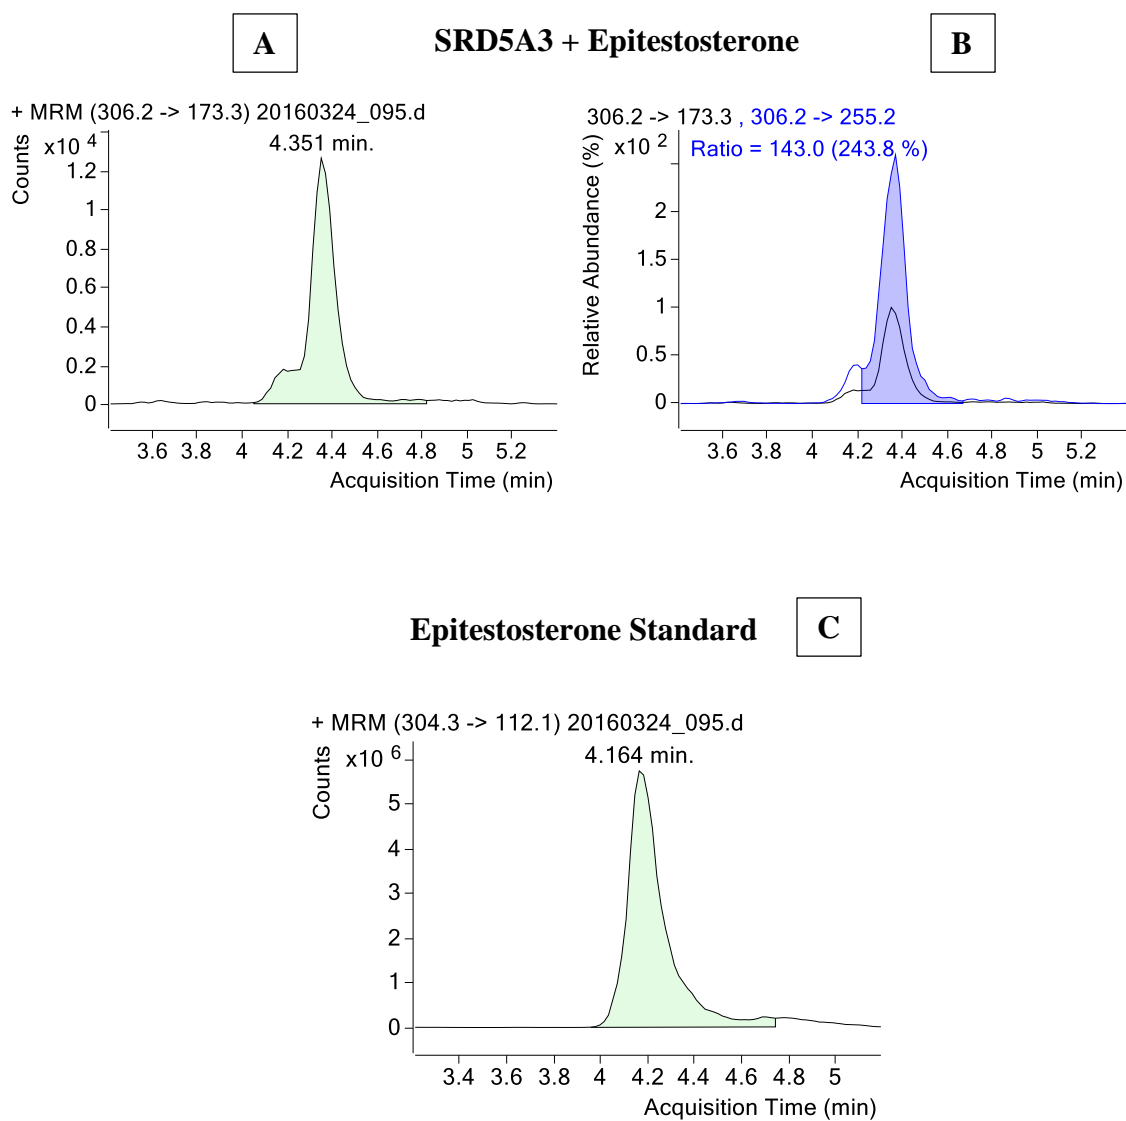 A
SRD5A3 + Epitestosterone
B
+ MRM (306.2 -> 173.3) 20160324_095.d
Counts
x10 4
4.351 min.
1.2
1
0.8
0.6
0.4
0.2
0
3.6 3.8 4 4.2 4.4 4.6 4.8 5 5.2
Acquisition Time (min)
306.2 -> 173.3 , 306.2 -> 255.2
Relative Abundance (%)
x10 2
Ratio = 143.0 (243.8 %)
2
1.5
1
0.5
0
3.6 3.8 4 4.2 4.4 4.6 4.8 5 5.2
Acquisition Time (min)
Epitestosterone Standard
C
+ MRM (304.3 -> 112.1) 20160324_095.d
Counts
x10 6
4.164 min.
5
4
3
2
1
0
3.4 3.6 3.8 4 4.2 4.4 4.6 4.8 5
Acquisition Time (min)